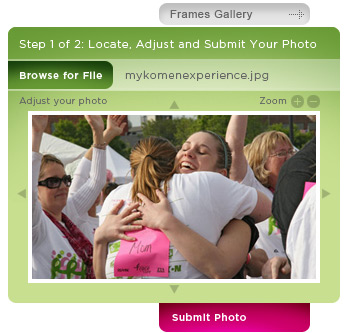 Frames Gallery
Step 1 of 2: Locate, Adjust and Submit Your Photo
Browse for File mykomenexperience.jpg
Adjust your photo Zoom
Mom
Submit Photo